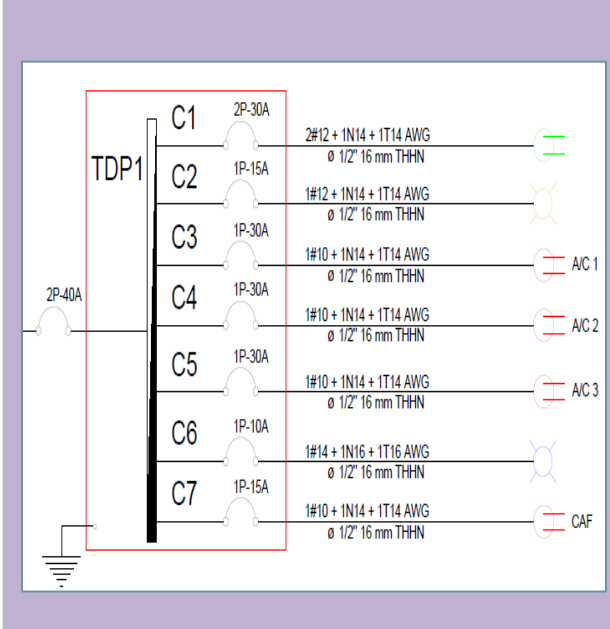 C1 2P-30A
2#12 + 1N14 + 1T14 AWG
ø 1/2" 16 mm THHN
TDP1
C2 1P-15A
1#12 + 1N14 + 1T14 AWG
ø 1/2" 16 mm THHN
C3 1P-30A
1#10 + 1N14 + 1T14 AWG
ø 1/2" 16 mm THHN
A/C 1
2P-40A
C4 1P-30A
1#10 + 1N14 + 1T14 AWG
ø 1/2" 16 mm THHN
A/C 2
C5 1P-30A
1#10 + 1N14 + 1T14 AWG
ø 1/2" 16 mm THHN
A/C 3
C6 1P-10A
1#14 + 1N16 + 1T16 AWG
ø 1/2" 16 mm THHN
C7 1P-15A
1#10 + 1N14 + 1T14 AWG
ø 1/2" 16 mm THHN
CAF